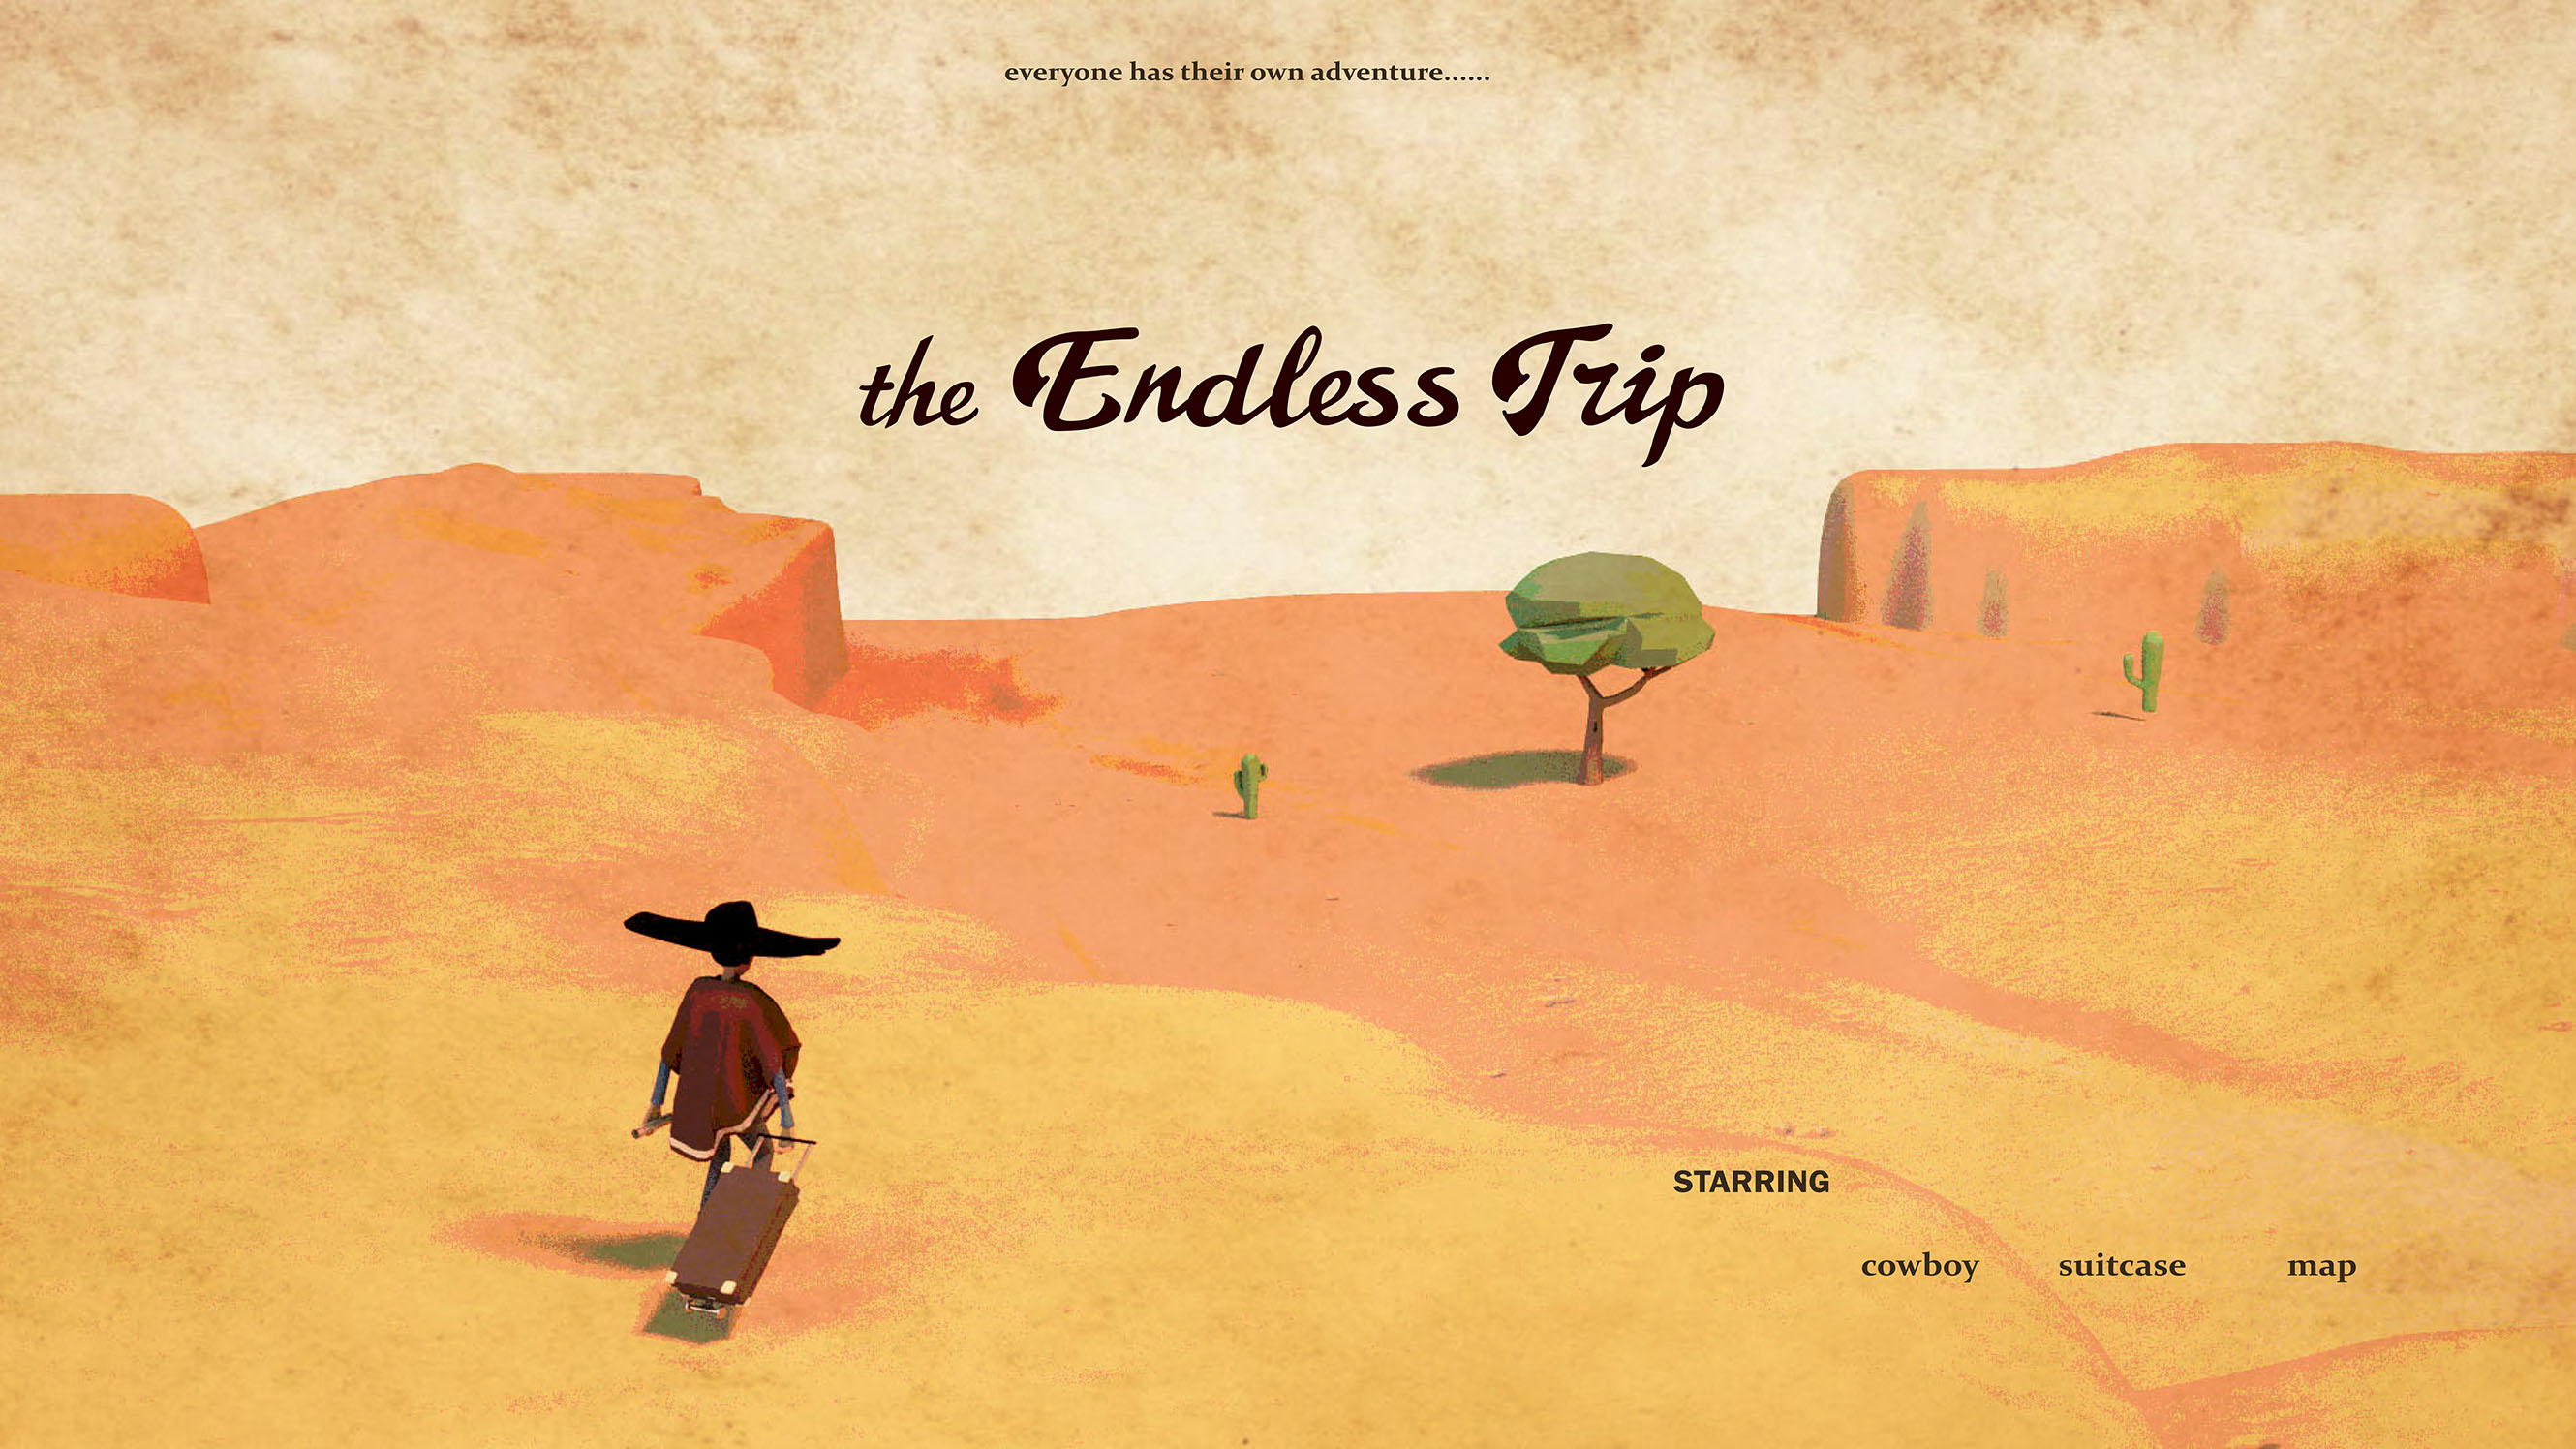 everyone has their own adventure......
the Endless Trip
STARRING
cowboy suitcase map